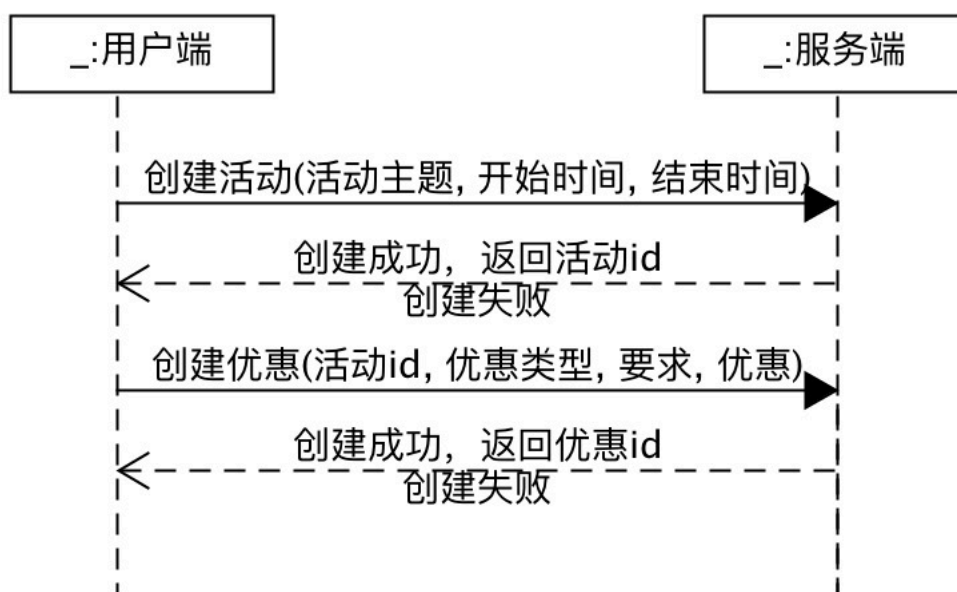 _:用户端
_:服务端
创建活动(活动主题, 开始时间, 结束时间)
创建成功，返回活动id
创建失败
创建优惠(活动id, 优惠类型, 要求, 优惠)
创建成功，返回优惠id
创建失败